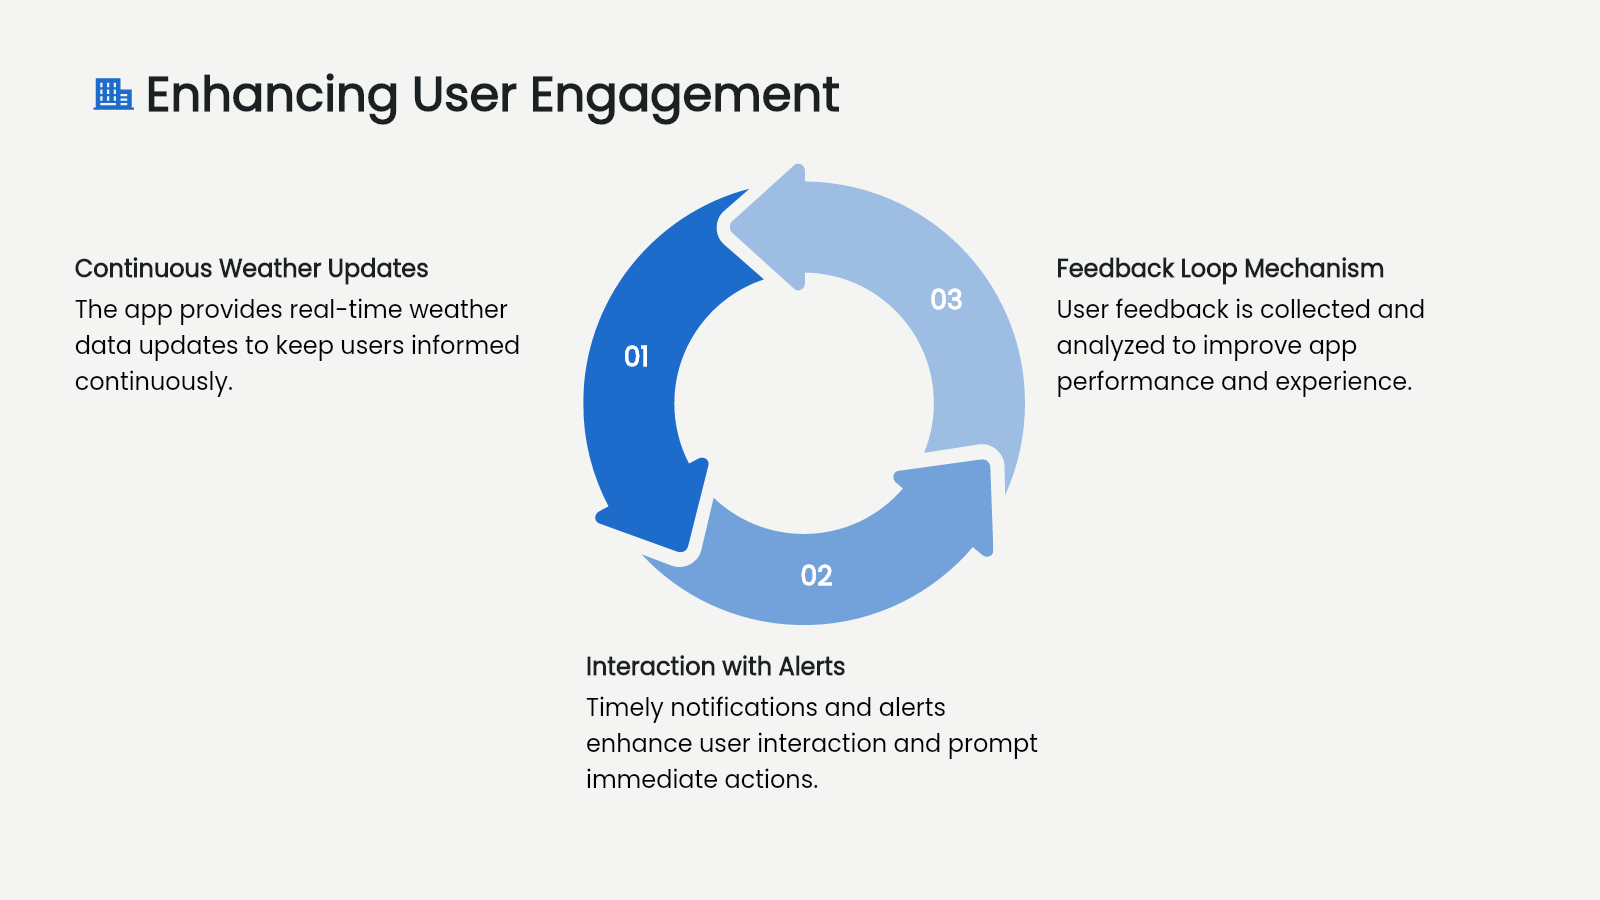 Enhancing User Engagement
Continuous Weather Updates
The app provides real-time weather
data updates to keep users informed
continuously.
01
03
02
Feedback Loop Mechanism
User feedback is collected and
analyzed to improve app
performance and experience.
Interaction with Alerts
Timely notifications and alerts
enhance user interaction and prompt
immediate actions.